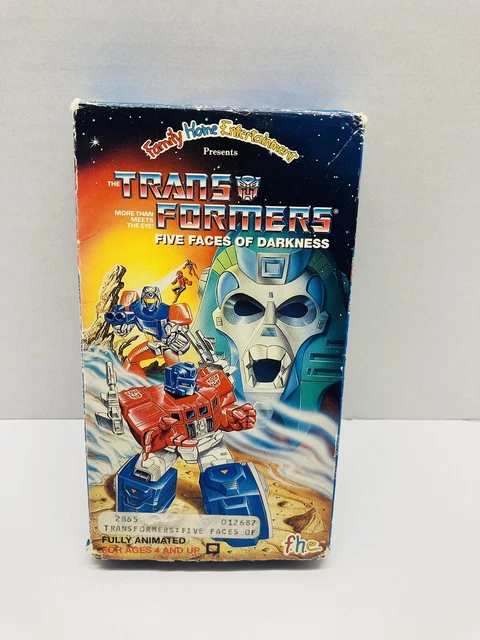 Family Home Entertainment
Presents
THE TRANS
FORMERS®
MORE THAN
MEETS
THE EYE!
FIVE FACES OF DARKNESS
2865 012687
TRANSFORMERS:FIVE FACES OF
FULLY ANIMATED
FOR AGES 4 AND UP
f.h.e.